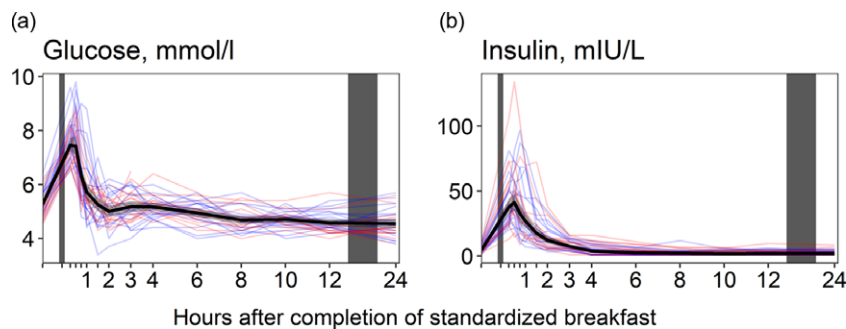 (a)
Glucose, mmol/l
10
8
6
4
1 2 3 4 6 8 10 12 24
(b)
Insulin, mIU/L
100
50
0
1 2 3 4 6 8 10 12 24
Hours after completion of standardized breakfast